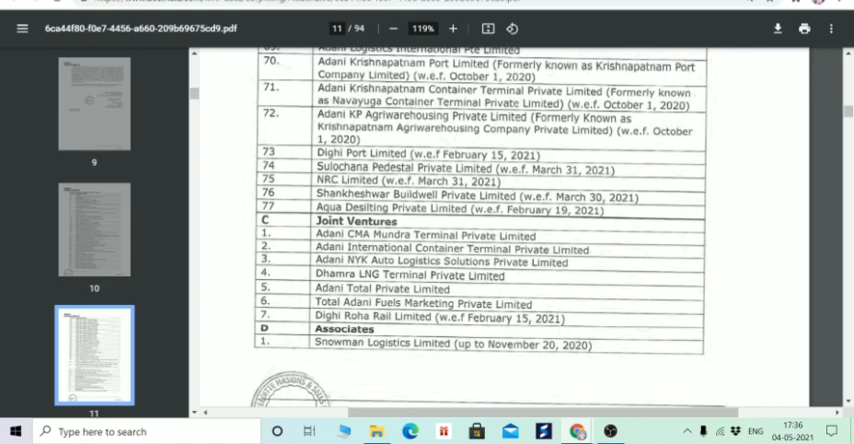 6ca44f80-f0e7-4456-a660-209b69675cd9.pdf
11 / 94
119%
Adani Logistics International Pte Limited
70. Adani Krishnapatnam Port Limited (Formerly known as Krishnapatnam Port
Company Limited) (w.e.f. October 1, 2020)
71. Adani Krishnapatnam Container Terminal Private Limited (Formerly known
as Navayuga Container Terminal Private Limited) (w.e.f. October 1, 2020)
72. Adani KP Agriwarehousing Private Limited (Formerly Known as
Krishnapatnam Agriwarehousing Company Private Limited) (w.e.f. October
1, 2020)
73 Dighi Port Limited (w.e.f February 15, 2021)
74 Sulochana Pedestal Private Limited (w.e.f. March 31, 2021)
75 NRC Limited (w.e.f. March 31, 2021)
76 Shankheshwar Buildwell Private Limited (w.e.f. March 30, 2021)
77 Aqua Desilting Private Limited (w.e.f. February 19, 2021)
C Joint Ventures
1. Adani CMA Mundra Terminal Private Limited
2. Adani International Container Terminal Private Limited
3. Adani NYK Auto Logistics Solutions Private Limited
4. Dhamra LNG Terminal Private Limited
5. Adani Total Private Limited
6. Total Adani Fuels Marketing Private Limited
7. Dighi Roha Rail Limited (w.e.f February 15, 2021)
D Associates
1. Snowman Logistics Limited (up to November 20, 2020)
9
10
11
Type here to search
ENG
17:36
04-05-2021